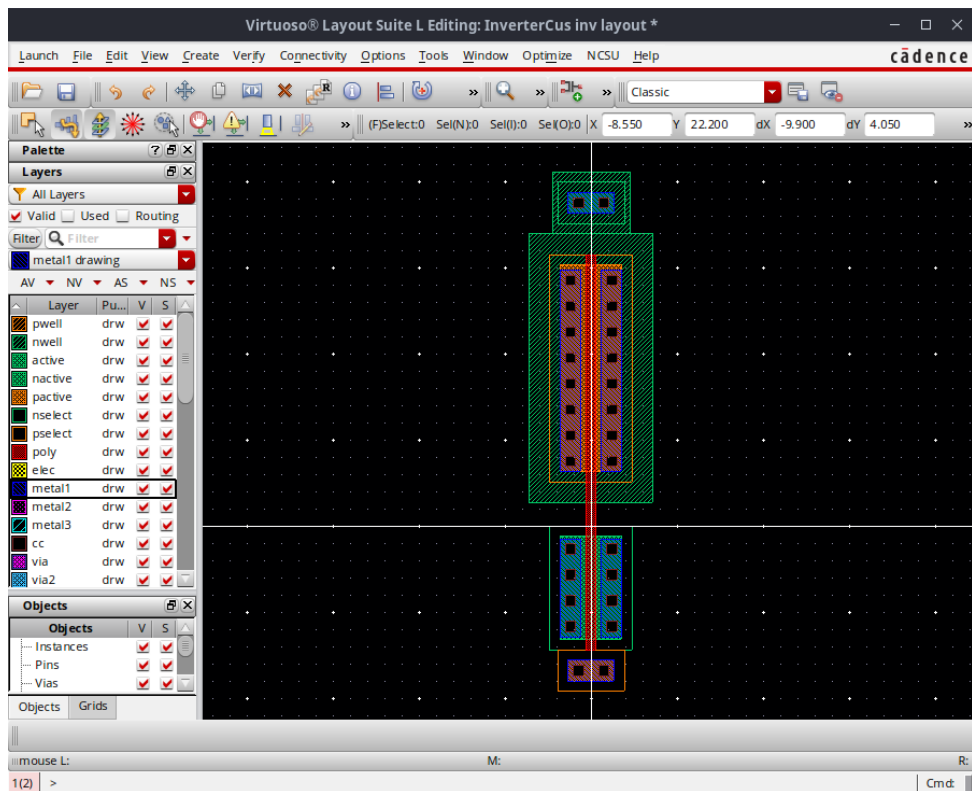 Virtuoso® Layout Suite L Editing: InverterCus inv layout *
Launch File Edit View Create Verify Connectivity Options Tools Window Optimize NCSU Help cādence
» » » Classic
» (F)Select:0 Sel(N):0 Sel(I):0 Sel(O):0 X -8.550 Y 22.200 dX -9.900 dY 4.050 »
Palette
Layers
All Layers
Valid Used Routing
Filter Filter
metal1 drawing
AV NV AS NS
Layer Pu... V S
pwell drw
nwell drw
active drw
nactive drw
pactive drw
nselect drw
pselect drw
poly drw
elec drw
metal1 drw
metal2 drw
metal3 drw
cc drw
via drw
via2 drw
Objects
Objects V S
Instances
Pins
Vias
Objects Grids
mouse L: M: R:
1(2) > Cmd: